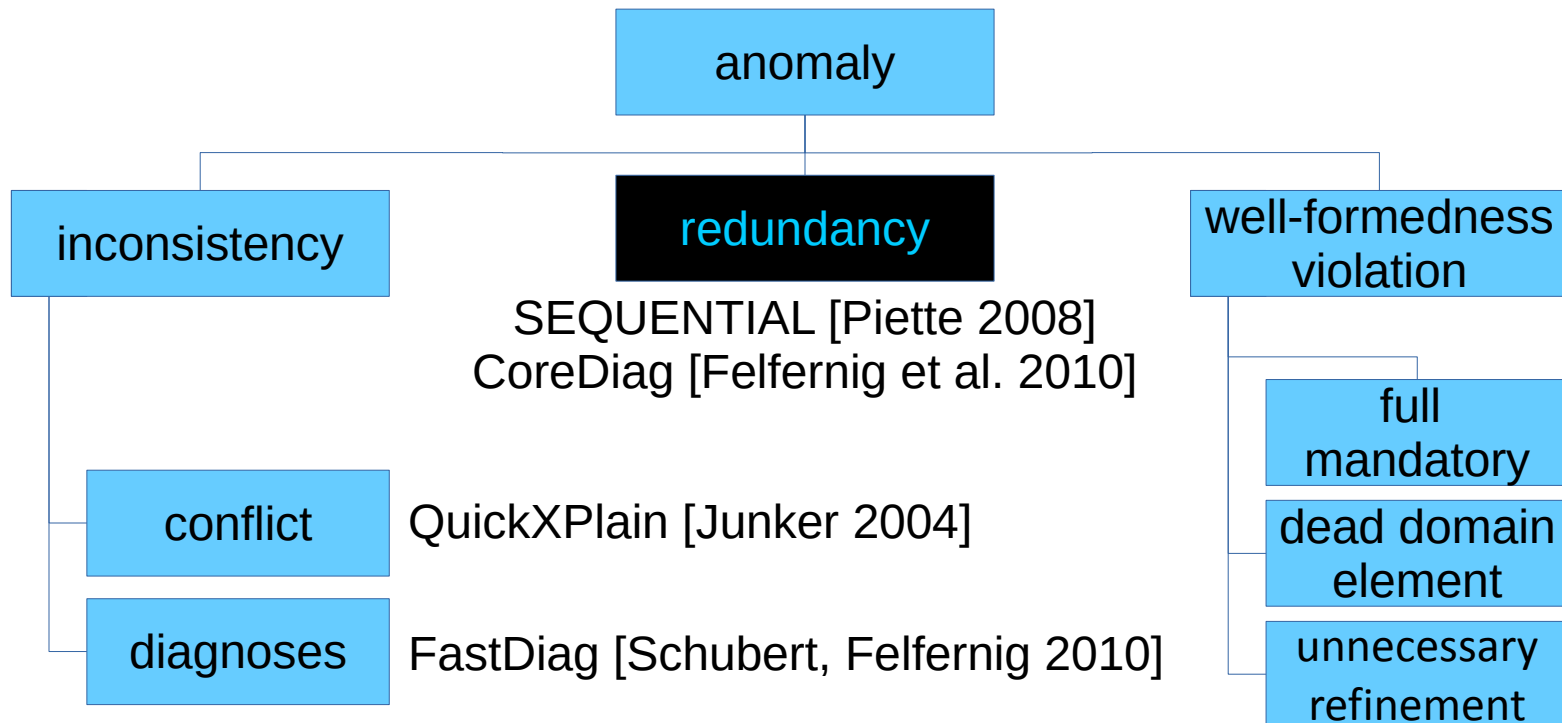 anomaly
inconsistency
redundancy
well-formedness
violation
SEQUENTIAL [Piette 2008]
CoreDiag [Felfernig et al. 2010]
full
mandatory
conflict
QuickXPlain [Junker 2004]
dead domain
element
diagnoses
FastDiag [Schubert, Felfernig 2010]
unnecessary
refinement